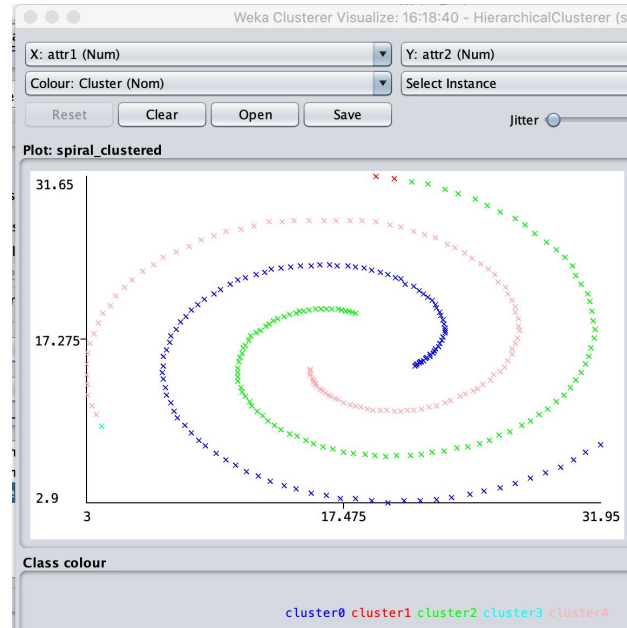 Weka Clusterer Visualize: 16:18:40 - HierarchicalClusterer (s
X: attr1 (Num)
Y: attr2 (Num)
Colour: Cluster (Nom)
Select Instance
Reset
Clear
Open
Save
Jitter
Plot: spiral_clustered
31.65
17.275
2.9
3
17.475
31.95
Class colour
cluster0 cluster1 cluster2 cluster3 cluster4